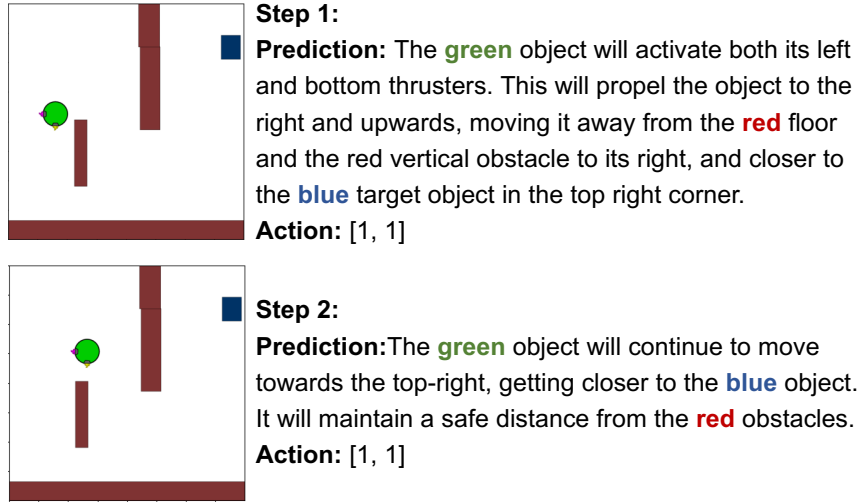 Step 1:
Prediction: The green object will activate both its left
and bottom thrusters. This will propel the object to the
right and upwards, moving it away from the red floor
and the red vertical obstacle to its right, and closer to
the blue target object in the top right corner.
Action: [1, 1]
Step 2:
Prediction:The green object will continue to move
towards the top-right, getting closer to the blue object.
It will maintain a safe distance from the red obstacles.
Action: [1, 1]